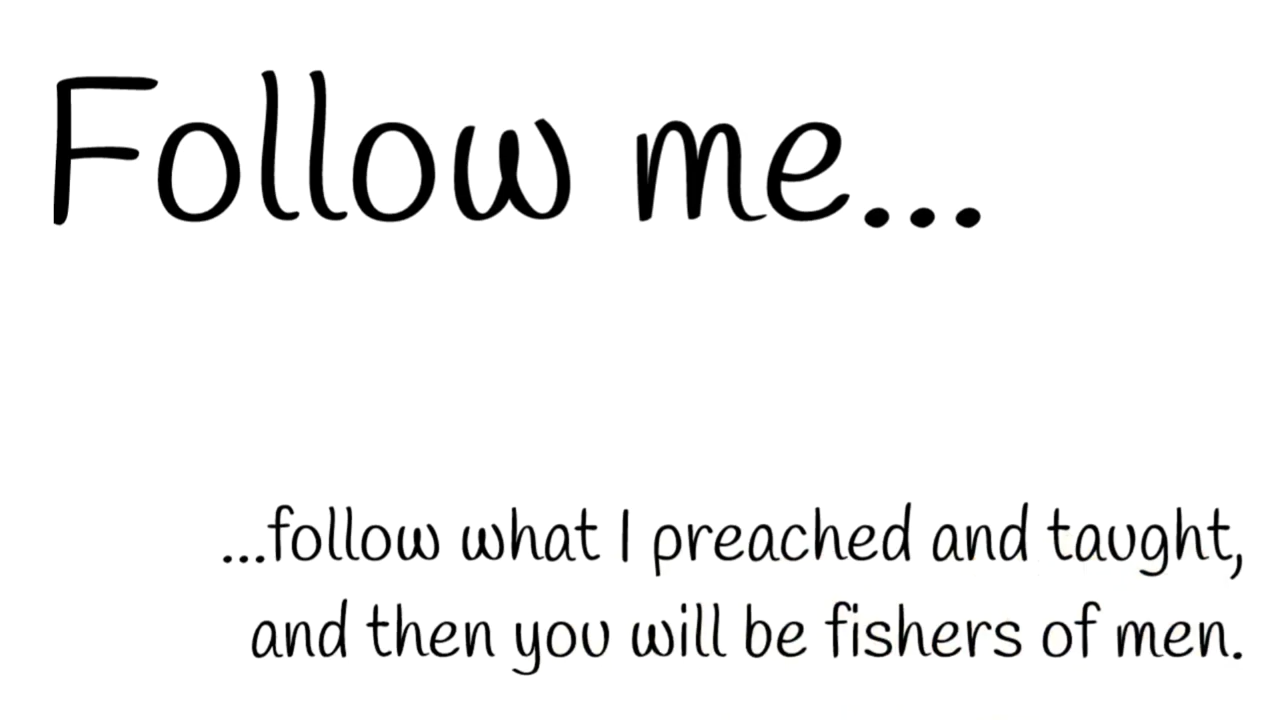 Follow me...
...follow what I preached and taught,
and then you will be fishers of men.